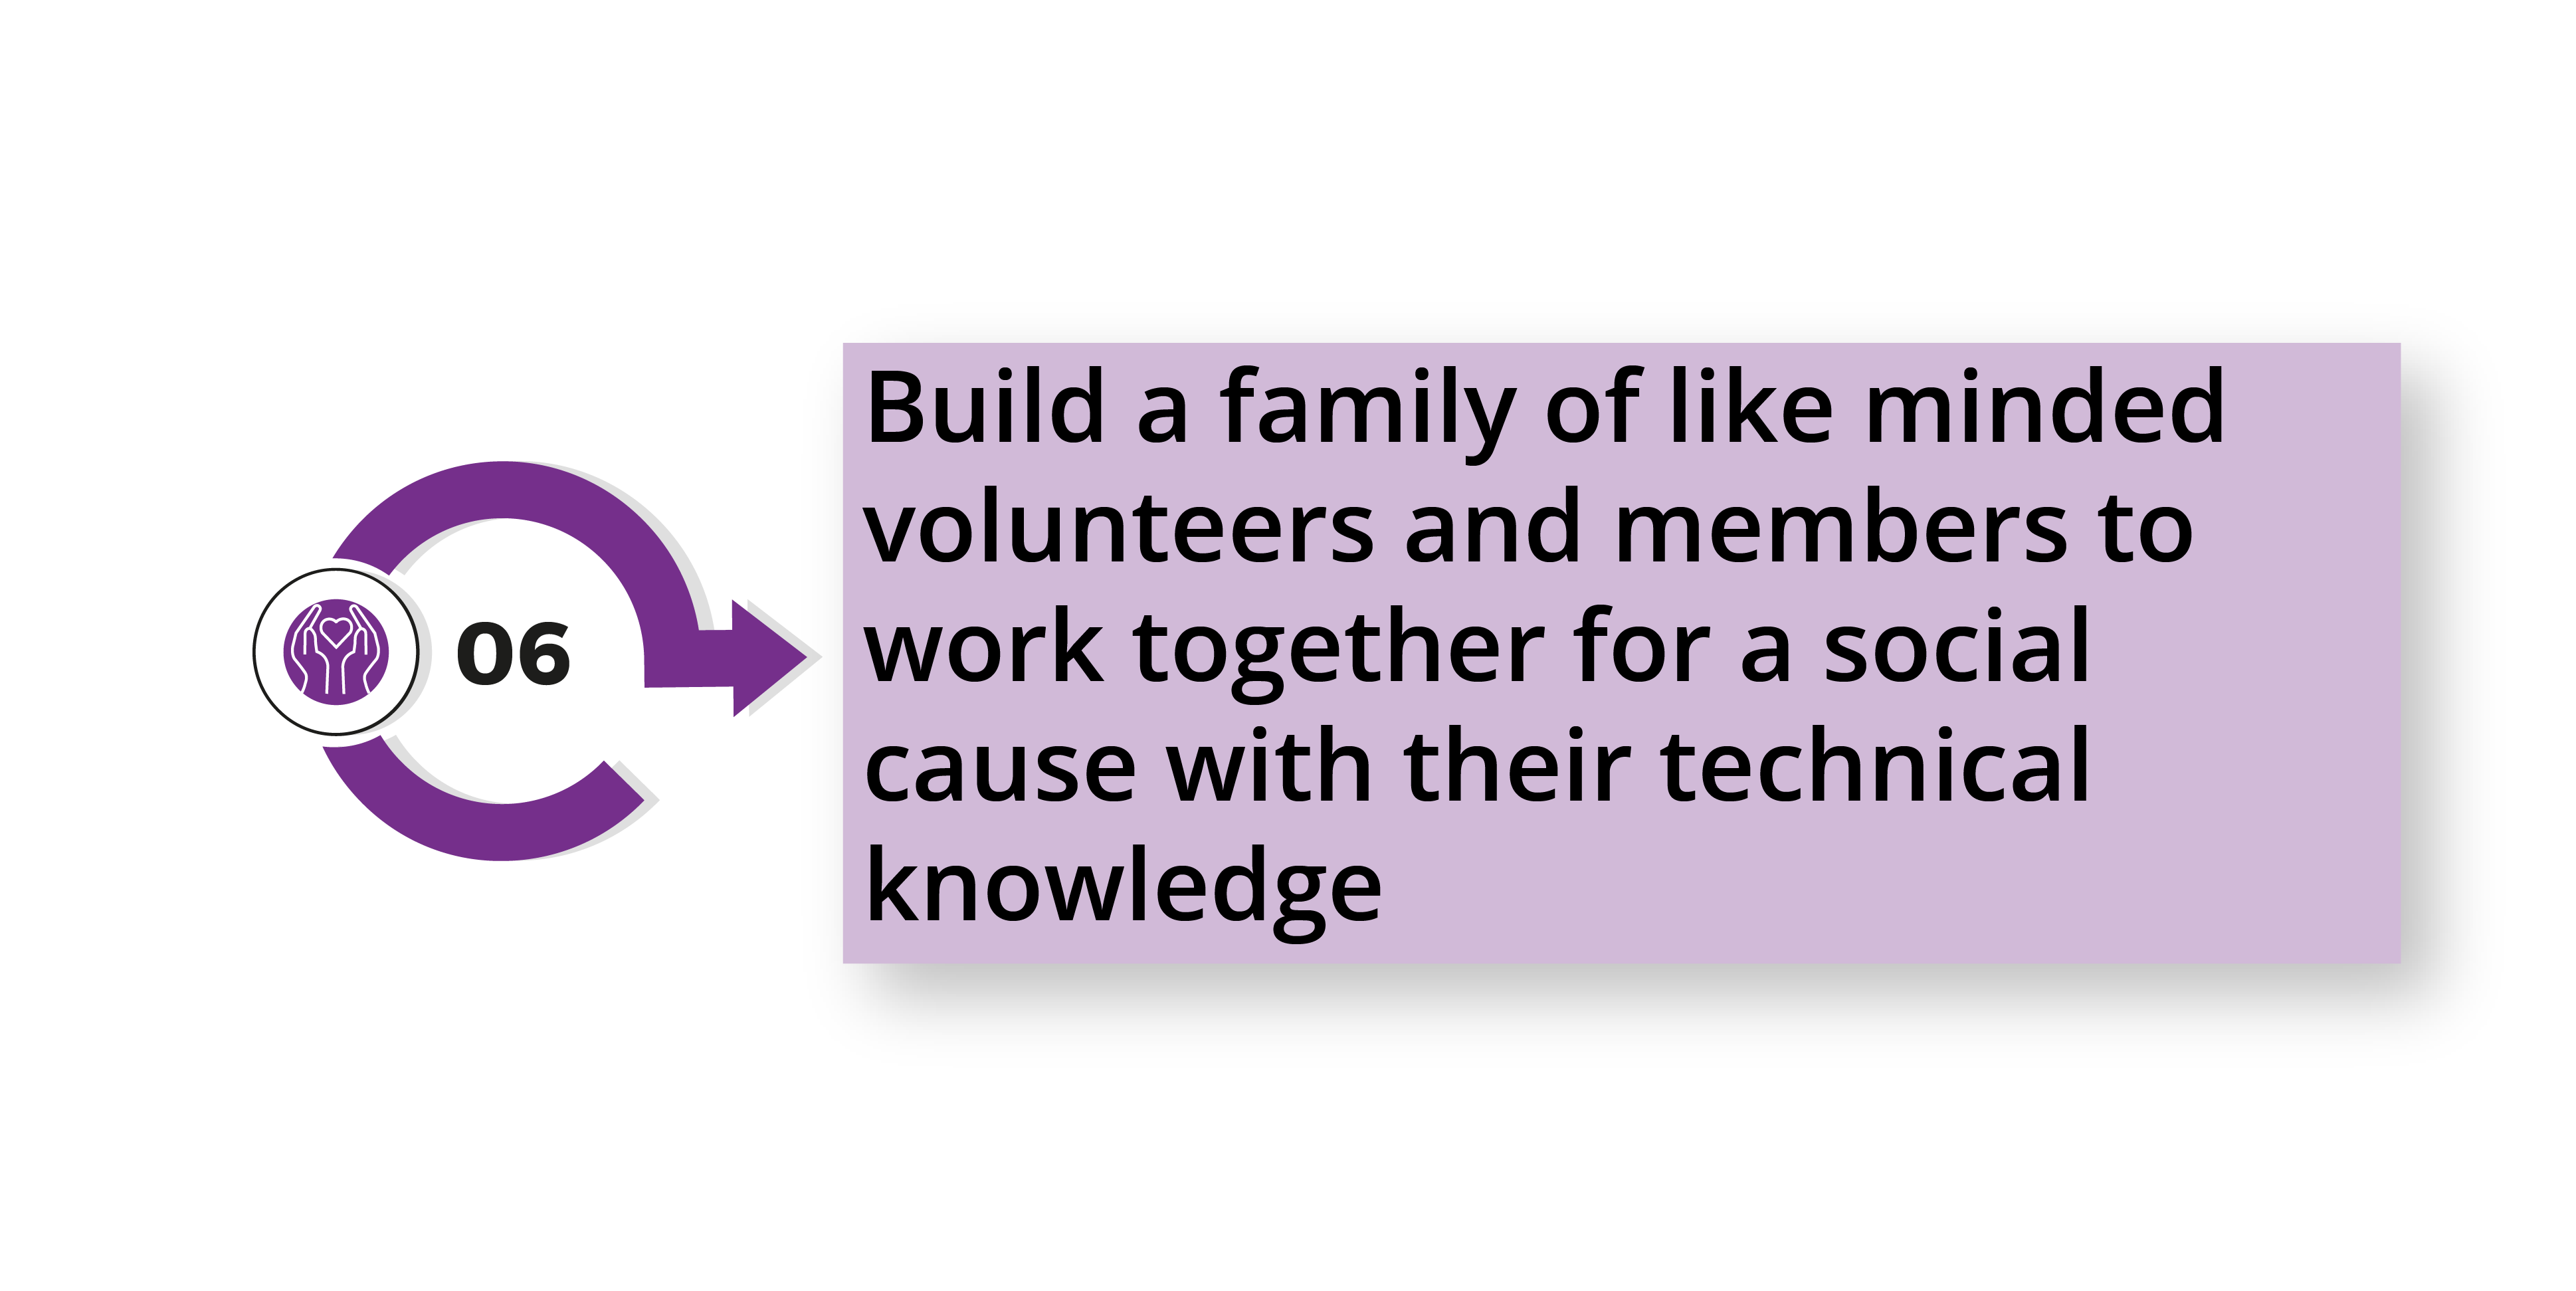 06
Build a family of like minded
volunteers and members to
work together for a social
cause with their technical
knowledge